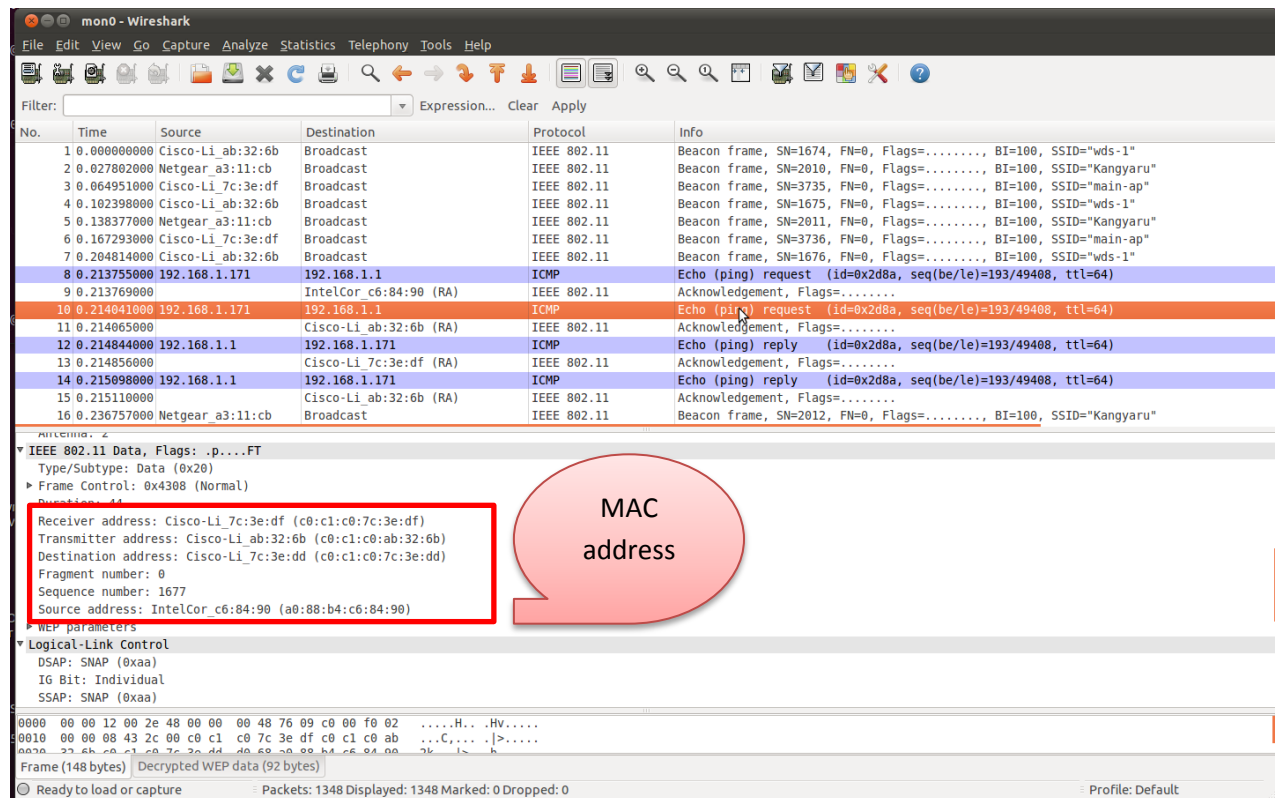 mon0 - Wireshark
File Edit View Go Capture Analyze Statistics Telephony Tools Help
Filter: Expression... Clear Apply
No. Time Source Destination Protocol Info
1 0.000000000 Cisco-Li_ab:32:6b Broadcast IEEE 802.11 Beacon frame, SN=1674, FN=0, Flags=........, BI=100, SSID="wds-1"
2 0.027802000 Netgear_a3:11:cb Broadcast IEEE 802.11 Beacon frame, SN=2010, FN=0, Flags=........, BI=100, SSID="Kangyaru"
3 0.064951000 Cisco-Li_7c:3e:df Broadcast IEEE 802.11 Beacon frame, SN=3735, FN=0, Flags=........, BI=100, SSID="main-ap"
4 0.102398000 Cisco-Li_ab:32:6b Broadcast IEEE 802.11 Beacon frame, SN=1675, FN=0, Flags=........, BI=100, SSID="wds-1"
5 0.138377000 Netgear_a3:11:cb Broadcast IEEE 802.11 Beacon frame, SN=2011, FN=0, Flags=........, BI=100, SSID="Kangyaru"
6 0.167293000 Cisco-Li_7c:3e:df Broadcast IEEE 802.11 Beacon frame, SN=3736, FN=0, Flags=........, BI=100, SSID="main-ap"
7 0.204814000 Cisco-Li_ab:32:6b Broadcast IEEE 802.11 Beacon frame, SN=1676, FN=0, Flags=........, BI=100, SSID="wds-1"
8 0.213755000 192.168.1.171 192.168.1.1 ICMP Echo (ping) request (id=0x2d8a, seq(be/le)=193/49408, ttl=64)
9 0.213769000 IntelCor_c6:84:90 (RA) IEEE 802.11 Acknowledgement, Flags=........
10 0.214041000 192.168.1.171 192.168.1.1 ICMP Echo (ping) request (id=0x2d8a, seq(be/le)=193/49408, ttl=64)
11 0.214065000 Cisco-Li_ab:32:6b (RA) IEEE 802.11 Acknowledgement, Flags=........
12 0.214844000 192.168.1.1 192.168.1.171 ICMP Echo (ping) reply (id=0x2d8a, seq(be/le)=193/49408, ttl=64)
13 0.214856000 Cisco-Li_7c:3e:df (RA) IEEE 802.11 Acknowledgement, Flags=........
14 0.215098000 192.168.1.1 192.168.1.171 ICMP Echo (ping) reply (id=0x2d8a, seq(be/le)=193/49408, ttl=64)
15 0.215110000 Cisco-Li_ab:32:6b (RA) IEEE 802.11 Acknowledgement, Flags=........
16 0.236757000 Netgear_a3:11:cb Broadcast IEEE 802.11 Beacon frame, SN=2012, FN=0, Flags=........, BI=100, SSID="Kangyaru"
Antenna: 2
IEEE 802.11 Data, Flags: .p....FT
Type/Subtype: Data (0x20)
Frame Control: 0x4308 (Normal)
Duration: 44
Receiver address: Cisco-Li_7c:3e:df (c0:c1:c0:7c:3e:df)
Transmitter address: Cisco-Li_ab:32:6b (c0:c1:c0:ab:32:6b)
Destination address: Cisco-Li_7c:3e:dd (c0:c1:c0:7c:3e:dd)
Fragment number: 0
Sequence number: 1677
Source address: IntelCor_c6:84:90 (a0:88:b4:c6:84:90)
WEP parameters
MAC
address
Logical-Link Control
DSAP: SNAP (0xaa)
IG Bit: Individual
SSAP: SNAP (0xaa)
0000 00 00 12 00 2e 48 00 00 00 48 76 09 c0 00 f0 02 .....H.. .Hv.....
0010 00 00 08 43 2c 00 c0 c1 c0 7c 3e df c0 c1 c0 ab ...C,... .|>.....
0020 32 6b c0 c1 c0 7c 3e dd d0 68 a0 88 b4 c6 84 90 2k...|>. .h......
Frame (148 bytes) Decrypted WEP data (92 bytes)
Ready to load or capture Packets: 1348 Displayed: 1348 Marked: 0 Dropped: 0 Profile: Default